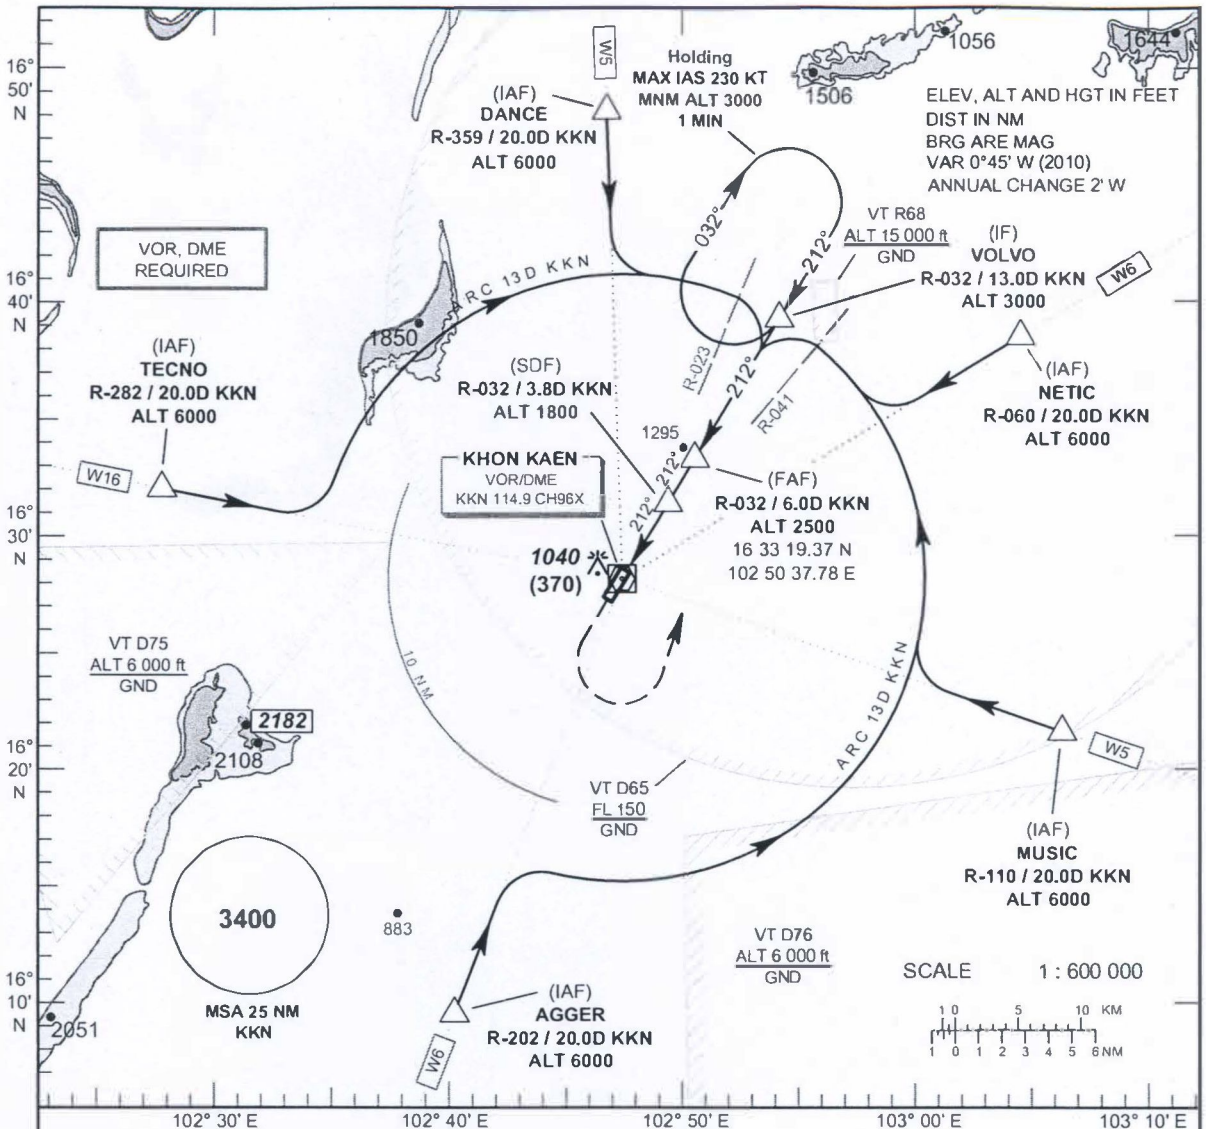 W5
Holding
MAX IAS 230 KT
MNM ALT 3000
1 MIN
1056
1644
1506
ELEV, ALT AND HGT IN FEET
DIST IN NM
BRG ARE MAG
VAR 0°45' W (2010)
ANNUAL CHANGE 2' W
16°
50'
N
(IAF)
DANCE
R-359 / 20.0D KKN
ALT 6000
032°
212°
VT R68
ALT 15 000 ft
GND
(IF)
VOLVO
R-032 / 13.0D KKN
ALT 3000
W6
VOR, DME
REQUIRED
16°
40'
N
ARC 13D KKN
1850
(IAF)
TECNO
R-282 / 20.0D KKN
ALT 6000
W16
(SDF)
R-032 / 3.8D KKN
ALT 1800
R-023
212°
R-041
(IAF)
NETIC
R-060 / 20.0D KKN
ALT 6000
1295
KHON KAEN
VOR/DME
KKN 114.9 CH96X
212°
212°
(FAF)
R-032 / 6.0D KKN
ALT 2500
16 33 19.37 N
102 50 37.78 E
16°
30'
N
1040
(370)
VT D75
ALT 6 000 ft
GND
10 NM
2182
2108
ARC 13D KKN
W5
16°
20'
N
VT D65
FL 150
GND
(IAF)
MUSIC
R-110 / 20.0D KKN
ALT 6000
3400
MSA 25 NM
KKN
883
VT D76
ALT 6 000 ft
GND
SCALE 1 : 600 000
1 0 5 10 KM
1 0 1 2 3 4 5 6 NM
16°
10'
N
2051
(IAF)
AGGER
R-202 / 20.0D KKN
ALT 6000
W6
102° 30' 102° 40' E 102° 50' E 103° 00' E 103° 10' E